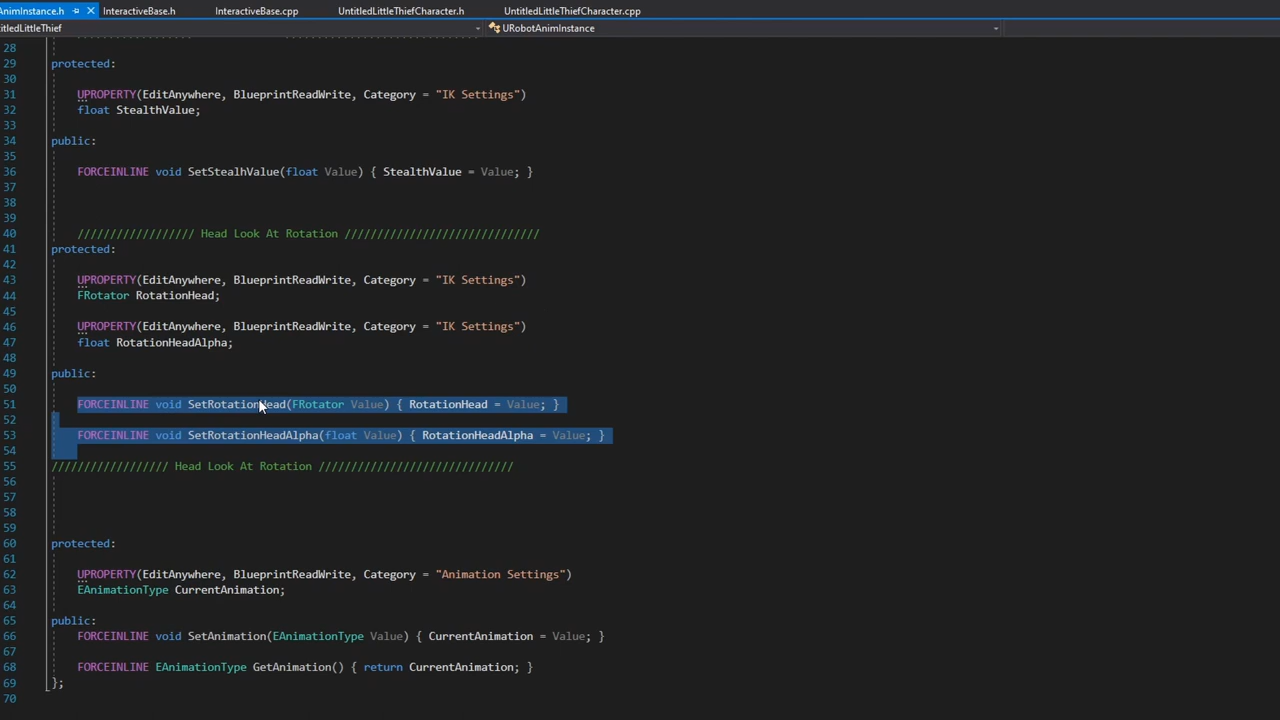 AnimInstance.h InteractiveBase.h InteractiveBase.cpp UntitledLittleThiefCharacter.h UntitledLittleThiefCharacter.cpp
titledLittleThief URobotAnimInstance
28
29 protected:
30
31 UPROPERTY(EditAnywhere, BlueprintReadWrite, Category = "IK Settings")
32 float StealthValue;
33
34 public:
35
36 FORCEINLINE void SetStealhValue(float Value) { StealthValue = Value; }
37
38
39
40 ////////////////// Head Look At Rotation //////////////////////////////
41 protected:
42
43 UPROPERTY(EditAnywhere, BlueprintReadWrite, Category = "IK Settings")
44 FRotator RotationHead;
45
46 UPROPERTY(EditAnywhere, BlueprintReadWrite, Category = "IK Settings")
47 float RotationHeadAlpha;
48
49 public:
50
51 FORCEINLINE void SetRotationHead(FRotator Value) { RotationHead = Value; }
52
53 FORCEINLINE void SetRotationHeadAlpha(float Value) { RotationHeadAlpha = Value; }
54
55 ////////////////// Head Look At Rotation //////////////////////////////
56
57
58
59
60 protected:
61
62 UPROPERTY(EditAnywhere, BlueprintReadWrite, Category = "Animation Settings")
63 EAnimationType CurrentAnimation;
64
65 public:
66 FORCEINLINE void SetAnimation(EAnimationType Value) { CurrentAnimation = Value; }
67
68 FORCEINLINE EAnimationType GetAnimation() { return CurrentAnimation; }
69 };
70